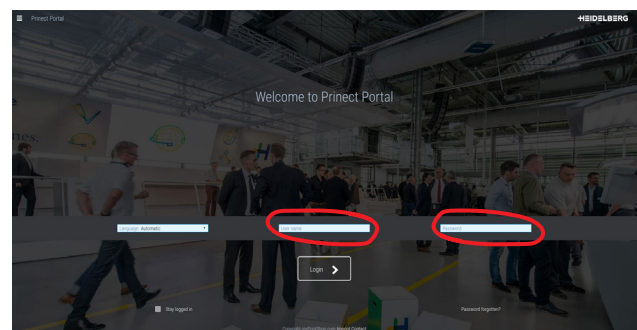 Prinect Portal
HEIDELBERG
Welcome to Prinect Portal
Language Automatic
User name
Password
Login
Stay logged in
Password forgotten?